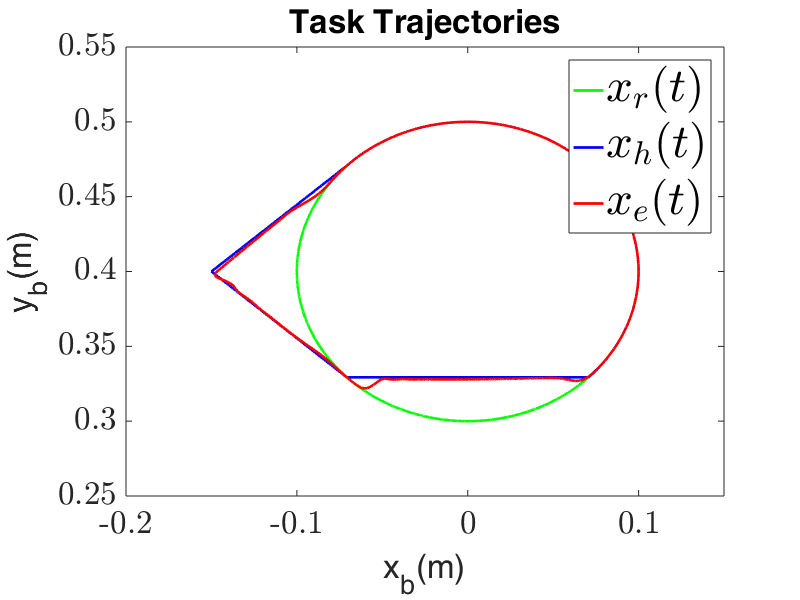 Task Trajectories
0.55
0.5
0.45
0.4
0.35
0.3
0.25
y_b(m)
-0.2
-0.1
0
0.1
x_b(m)
x_r(t)
x_h(t)
x_e(t)